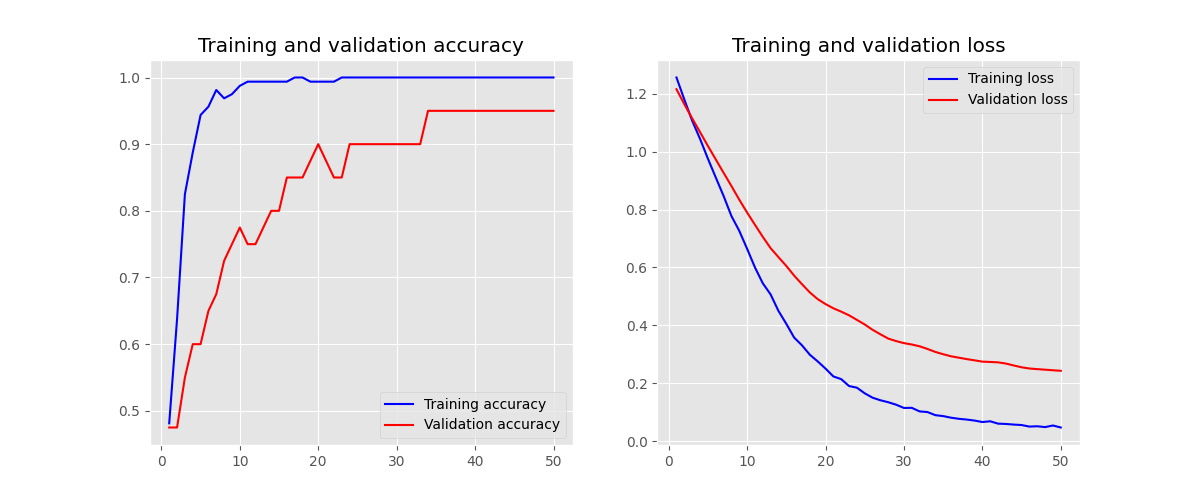 Training and validation accuracy
1.0
0.9
0.8
0.7
0.6
0.5
0 10 20 30 40 50
Training accuracy
Validation accuracy
Training and validation loss
1.2
1.0
0.8
0.6
0.4
0.2
0.0
0 10 20 30 40 50
Training loss
Validation loss